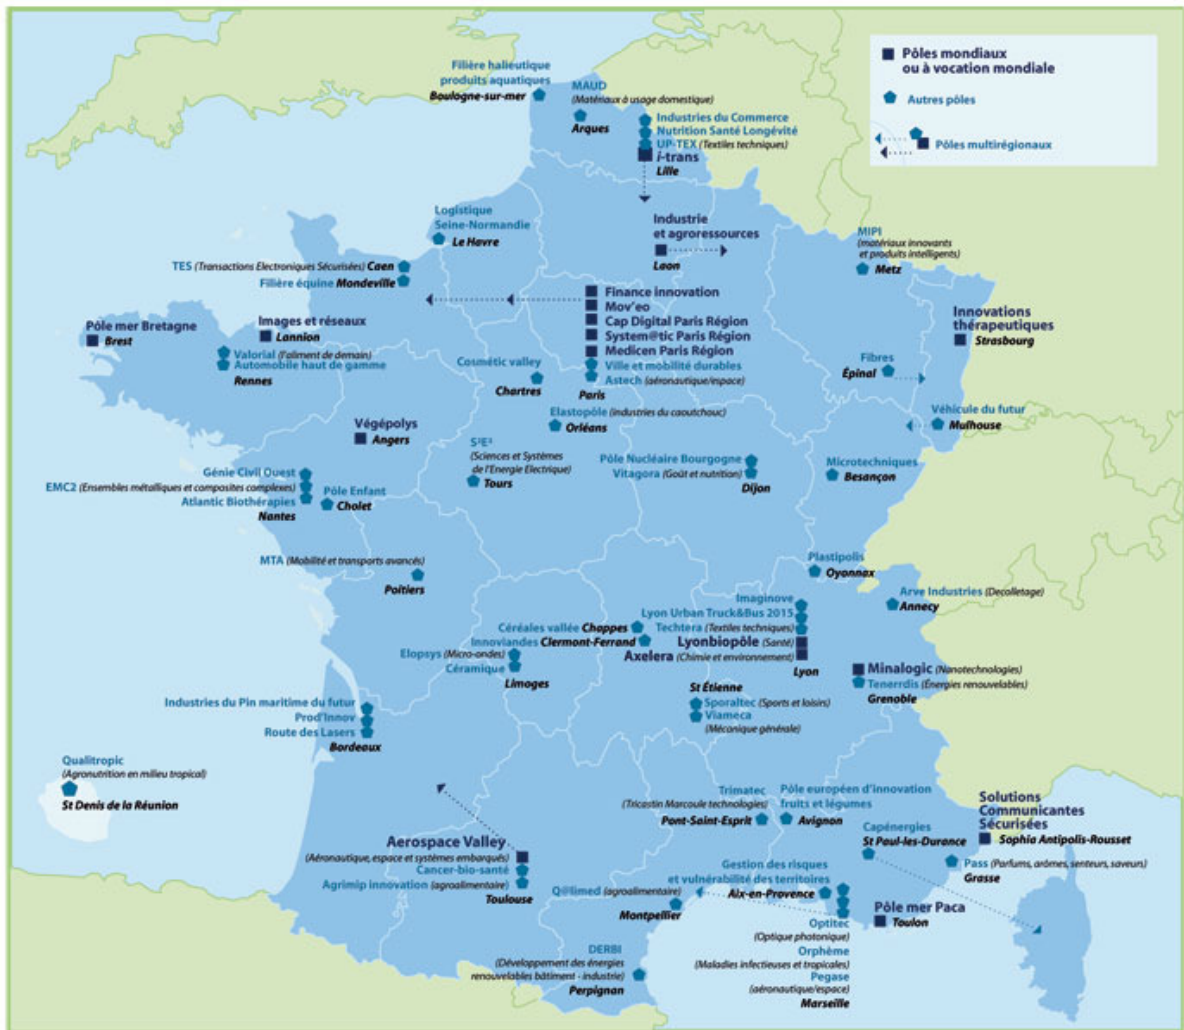 Pôles mondiaux
ou à vocation mondiale
Autres pôles
Pôles multirégionaux
Filière halieutique
produits aquatiques
Boulogne-sur-mer
MAUD
(Matériaux à usage domestique)
Arques
Industries du Commerce
Nutrition Santé Longévité
UP-TEX (Textiles techniques)
i-trans
Lille
Logistique
Seine-Normandie
Le Havre
Industrie
et agroressources
Laon
MIPI
(matériaux innovants
et produits intelligents)
Metz
TES (Transactions Electroniques Sécurisées) Caen
Filière équine Mondeville
Finance innovation
Mov'eo
Cap Digital Paris Région
System@tic Paris Région
Medicen Paris Région
Ville et mobilité durables
Astech (aéronautique/espace)
Paris
Innovations
thérapeutiques
Strasbourg
Pôle mer Bretagne
Brest
Images et réseaux
Lannion
Valorial (l'aliment de demain)
Automobile haut de gamme
Rennes
Cosmétic valley
Chartres
Fibres
Épinal
Elastopôle (industries du caoutchouc)
Orléans
Véhicule du futur
Mulhouse
Végépolys
Angers
S²E²
(Sciences et Systèmes
de l'Energie Electrique)
Tours
Pôle Nucléaire Bourgogne
Vitagora (Goût et nutrition)
Dijon
Microtechniques
Besançon
Génie Civil Ouest
EMC2 (Ensembles métalliques et composites complexes)
Atlantic Biothérapies
Nantes
Pôle Enfant
Cholet
MTA (Mobilité et transports avancés)
Poitiers
Plastipolis
Oyonnax
Arve Industries (Decolletage)
Annecy
Imaginove
Lyon Urban Truck&Bus 2015
Techtera (Textiles techniques)
Lyonbiopôle (Santé)
Axelera (Chimie et environnement)
Lyon
Céréales vallée Chappes
Innoviandes Clermont-Ferrand
Elopsys (Micro-ondes)
Céramique
Limoges
Minalogic (Nanotechnologies)
Tenerrdis (Énergies renouvelables)
Grenoble
St Étienne
Sporaltec (Sports et loisirs)
Viameca
(Mécanique générale)
Industries du Pin maritime du futur
Prod'Innov
Route des Lasers
Bordeaux
Qualitropic
(Agronutrition en milieu tropical)
St Denis de la Réunion
Trimatec
(Tricastin Marcoule technologies)
Pont-Saint-Esprit
Pôle européen d'innovation
fruits et légumes
Avignon
Solutions
Communicantes
Sécurisées
Sophia Antipolis-Rousset
Capénergies
St Paul-les-Durance
Pass (Parfums, arômes, senteurs, saveurs)
Grasse
Aerospace Valley
(Aéronautique, espace et systèmes embarqués)
Cancer-bio-santé
Agrimip innovation (agroalimentaire)
Toulouse
Gestion des risques
et vulnérabilité des territoires
Aix-en-Provence
Q@limed (agroalimentaire)
Montpellier
Pôle mer Paca
Toulon
Optitec
(Optique photonique)
Orphème
(Maladies infectieuses et tropicales)
Pegase
(aéronautique/espace)
Marseille
DERBI
(Développement des énergies
renouvelables bâtiment - industrie)
Perpignan